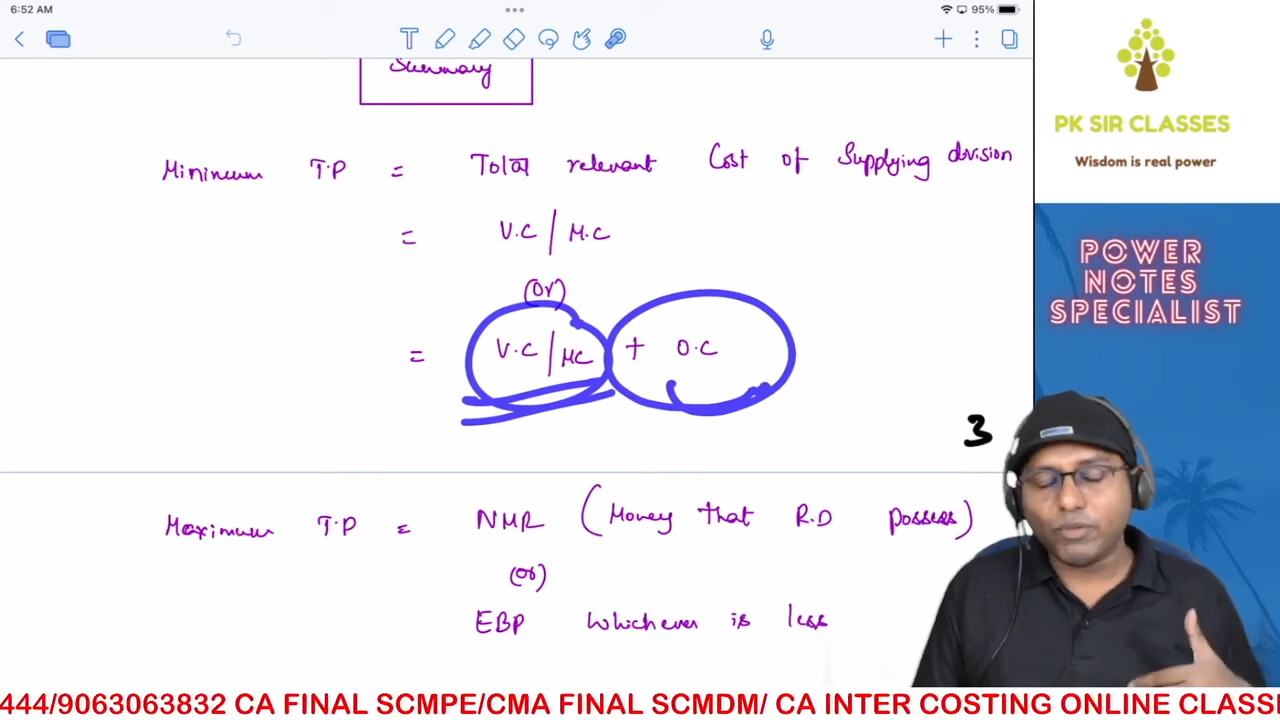 6:52 AM
95%
Summary
PK SIR CLASSES
Wisdom is real power
Minimum T.P = Total relevant Cost of Supplying division
= V.C / M.C
(or)
= V.C / MC + O.C
POWER
NOTES
SPECIALIST
3
Maximum T.P = NMR (Money that R.D Possess)
(or)
EBP Whichever is less
444/9063063832 CA FINAL SCMPE/CMA FINAL SCMDM/ CA INTER COSTING ONLINE CLASS